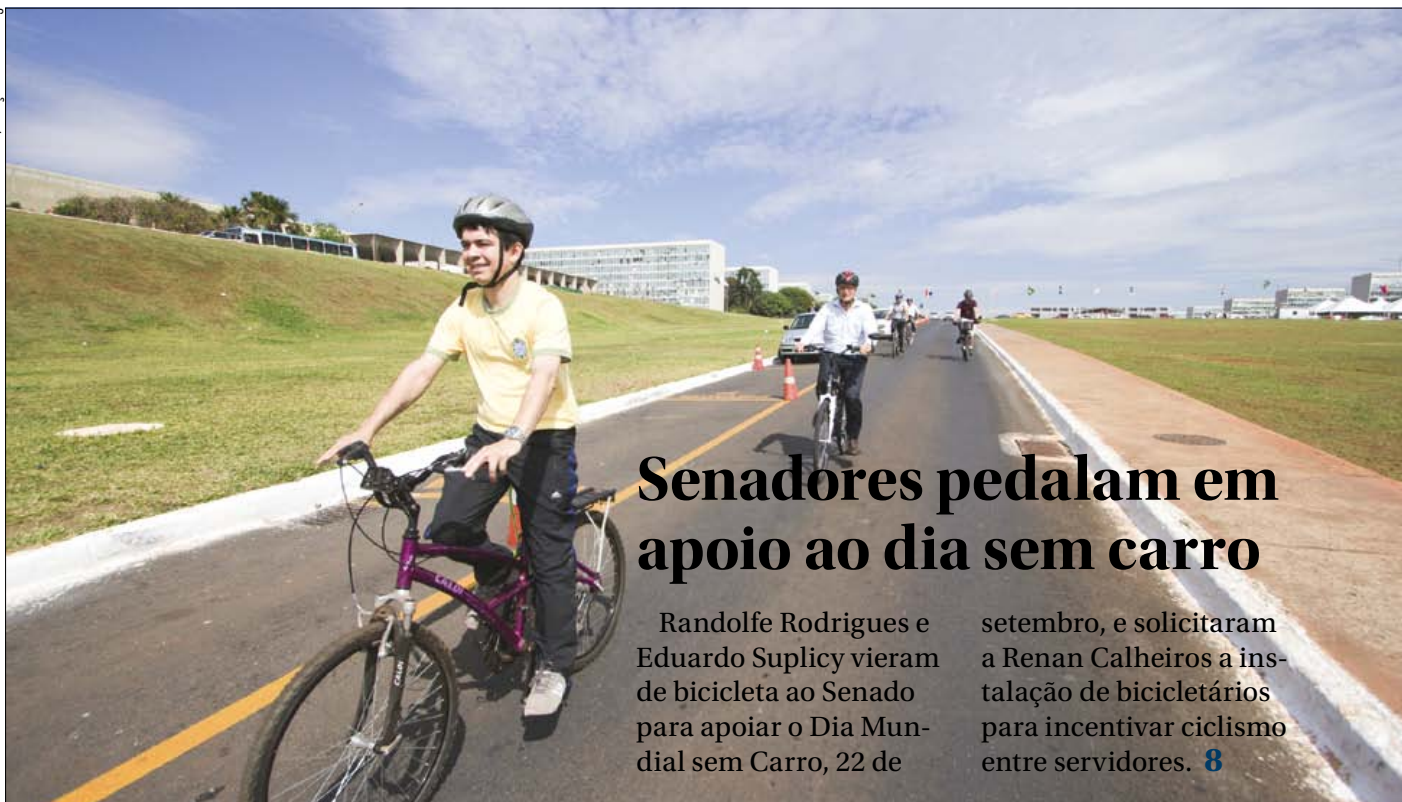 Senadores pedalam em
apoio ao dia sem carro
Randolfe Rodrigues e
Eduardo Suplicy vieram
de bicicleta ao Senado
para apoiar o Dia Mun-
dial sem Carro, 22 de
setembro, e solicitaram
a Renan Calheiros a ins-
talação de bicicletários
para incentivar ciclismo
entre servidores. 8
CALOI
CALOI